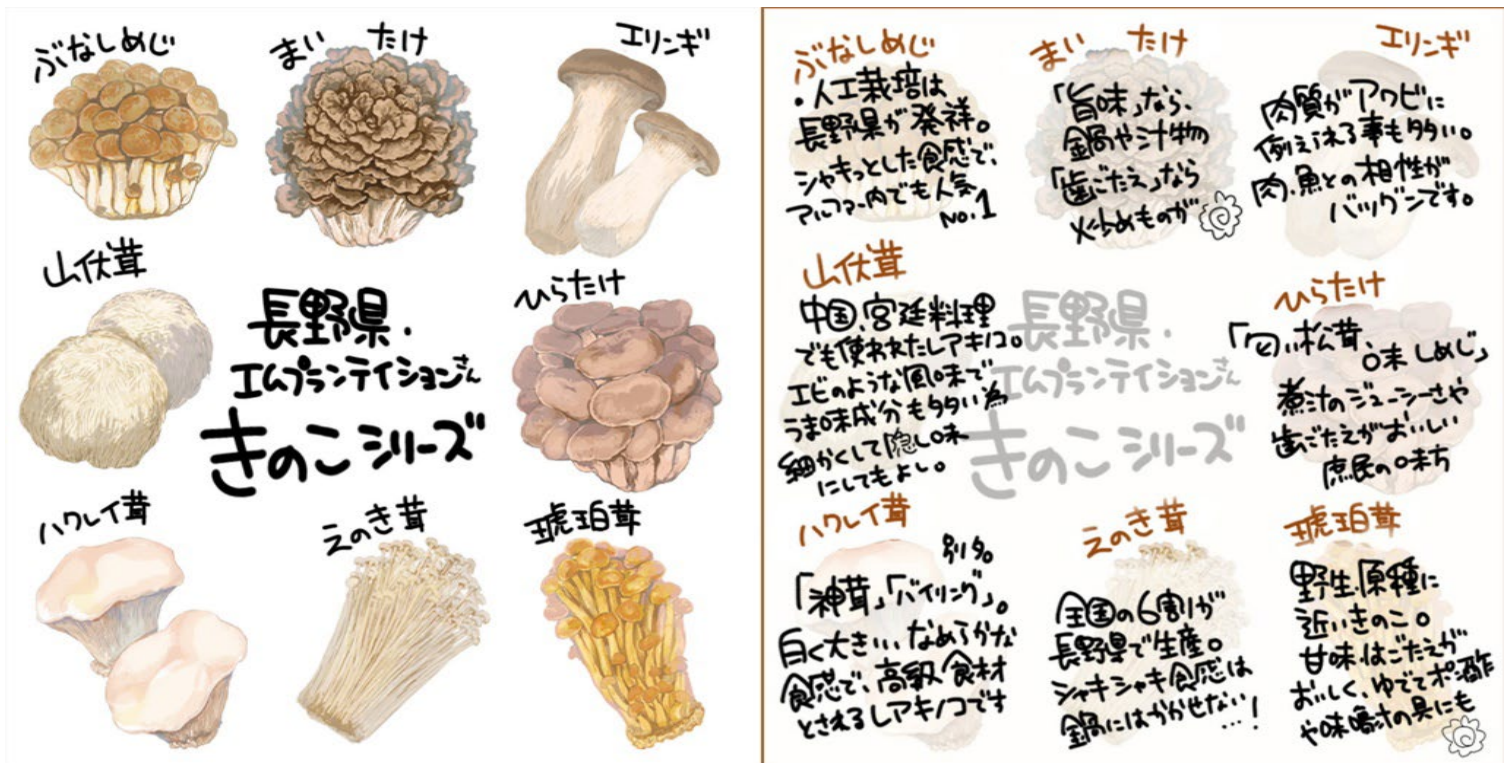 ぶなしめじ
まいたけ
エリンギ
山伏茸
長野県・
エムプランテイションさん
きのこシリーズ
ひらたけ
ハクレイ茸
えのき茸
琥珀茸
ぶなしめじ
・人工栽培は
長野県が発祥。
シャキっとした食感で、
アルファー内でも人気
NO.1
まいたけ
「旨味」なら、
鍋や汁物
「歯ごたえ」なら
炒めものが
エリンギ
肉質がアワビに
例えられる事も多い。
肉、魚との相性が
バツグンです。
山伏茸
中国、宮廷料理
でも使われたレアキノコ。
エビのような風味で
うま味成分も多い為
細かくして隠し味
にしてもよし。
長野県・
エムプランテイションさん
きのこシリーズ
ひらたけ
松茸、
味しめじ」
煮汁のジューシーさや
歯ごたえがおいしい
庶民の味方
ハクレイ茸
別名。
「神茸」「バイリング」。
白く大きい、なめらかな
食感で、高級食材
とされるレアキノコです
えのき茸
全国の6割が
長野県で生産。
シャキシャキ食感は
鍋にはかかせない
…!
琥珀茸
野生、原種に
近いきのこ。
甘味、はごたえが
おいしく、ゆでてポン酢
や味噌汁の具にも